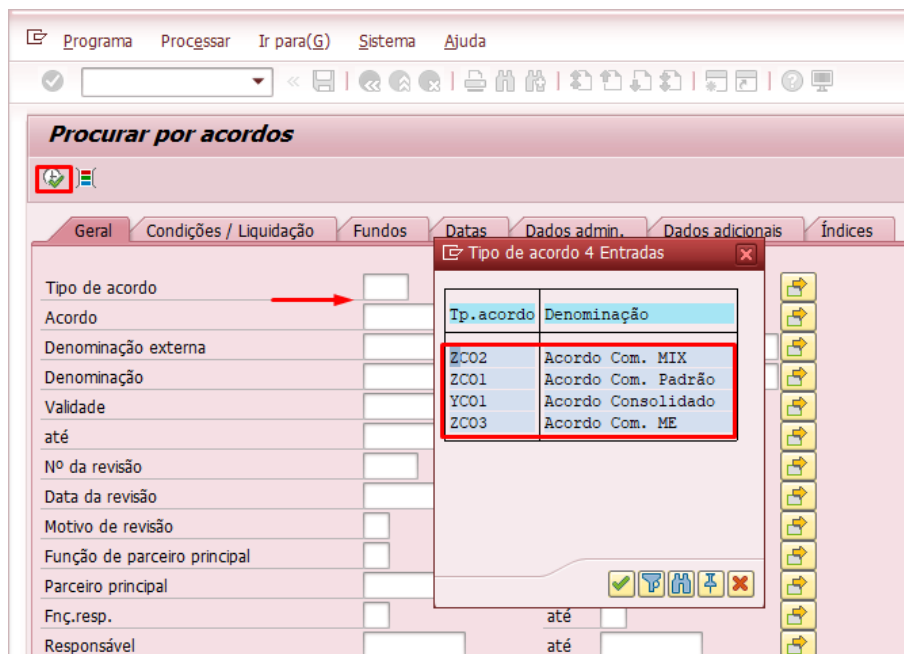 Programa Processar Ir para(G) Sistema Ajuda
Procurar por acordos
Geral Condições / Liquidação Fundos Datas Dados admin. Dados adicionais Índices
Tipo de acordo 4 Entradas
Tp.acordo Denominação
ZCO2 Acordo Com. MIX
ZCO1 Acordo Com. Padrão
YCO1 Acordo Consolidado
ZCO3 Acordo Com. ME
Tipo de acordo
Acordo
Denominação externa
Denominação
Validade
até
Nº da revisão
Data da revisão
Motivo de revisão
Função de parceiro principal
Parceiro principal
Fnç.resp. até
Responsável até